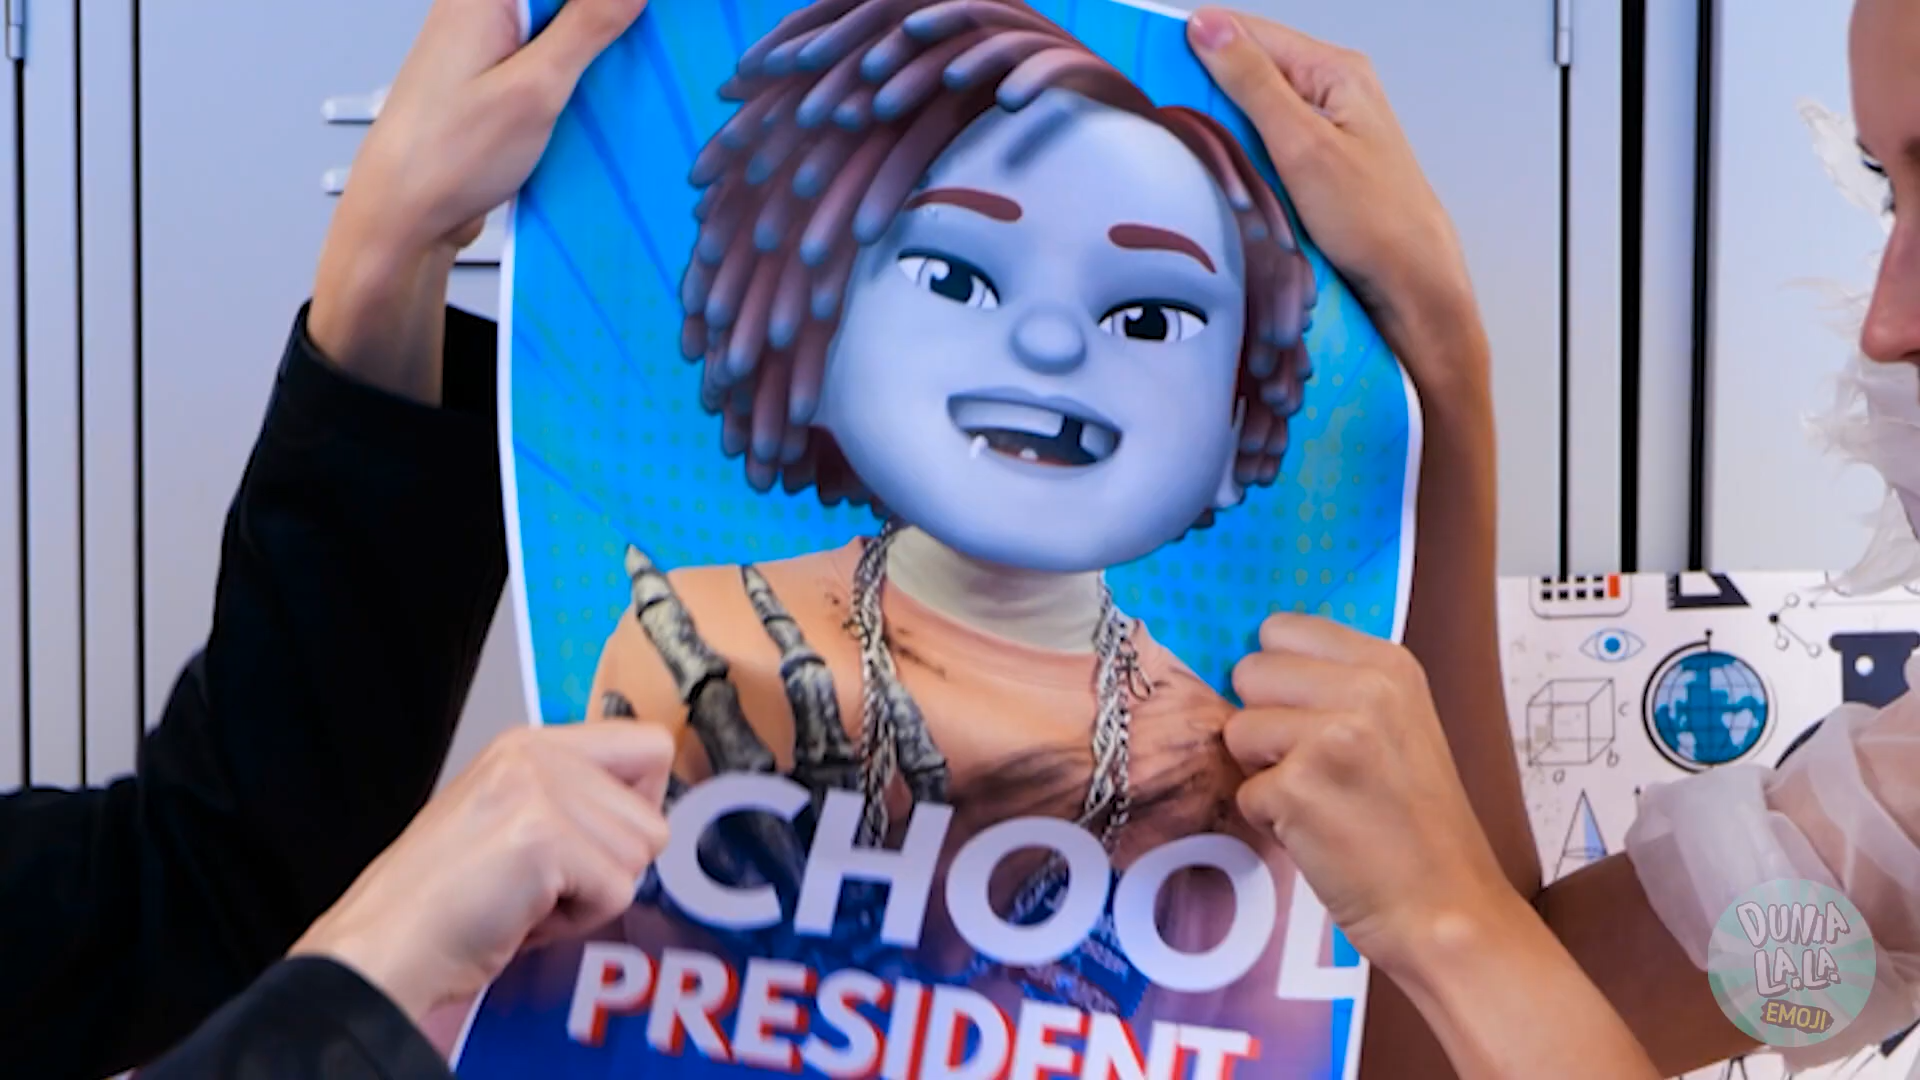 CHOOL
PRESIDENT
DUNIA
LA.LA.
EMOJI
c
a
b